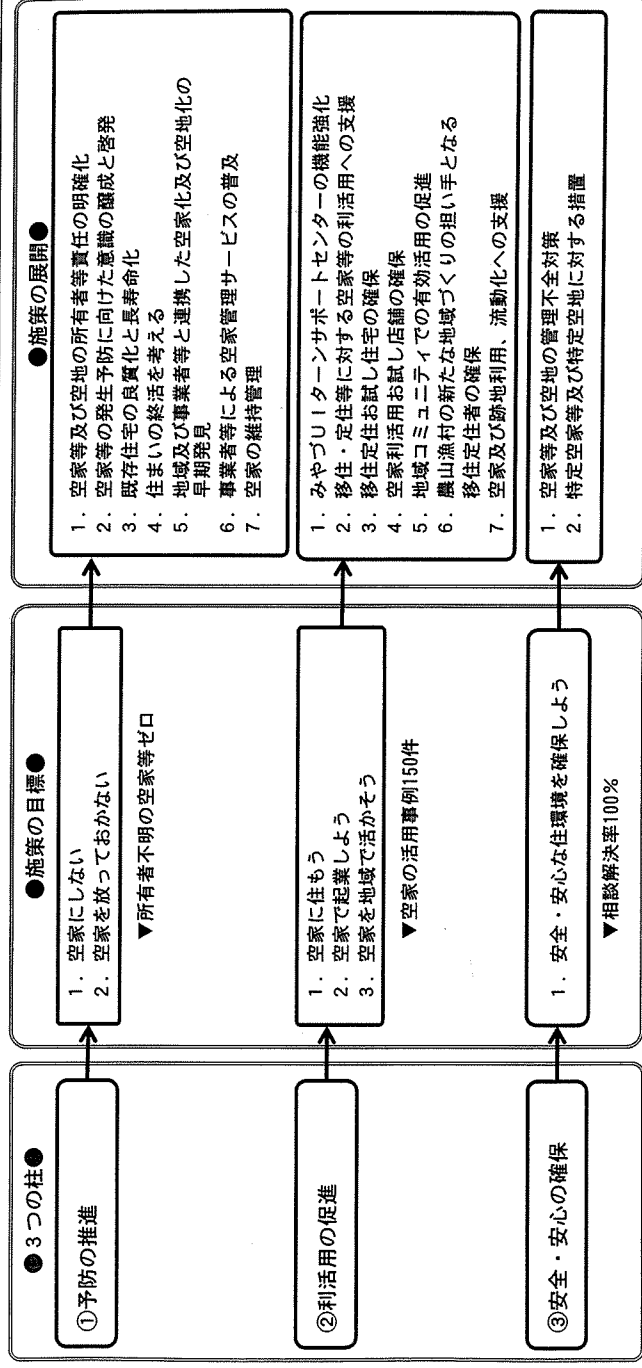 ●3つの柱●
①予防の推進
②利活用の促進
③安全・安心の確保
●施策の目標●
1．空家にしない
2．空家を放っておかない
▼所有者不明の空家等ゼロ
1．空家に住もう
2．空家で起業しよう
3．空家を地域で活かそう
▼空家の活用事例150件
1．安全・安心な住環境を確保しよう
▼相談解決率100％
●施策の展開●
1．空家等及び空地の所有者等責任の明確化
2．空家等の発生予防に向けた意識の醸成と啓発
3．既存住宅の良質化と長寿命化
4．住まいの終活を考える
5．地域及び事業者等と連携した空家化及び空地化の
早期発見
6．事業者等による空家管理サービスの普及
7．空家の維持管理
1．みやづUIターンサポートセンターの機能強化
2．移住・定住等に対する空家等の利活用への支援
3．移住定住お試し住宅の確保
4．空家利活用お試し店舗の確保
5．地域コミュニティでの有効活用の促進
6．農山漁村の新たな地域づくりの担い手となる
移住定住者の確保
7．空家及び跡地利用、流動化への支援
1．空家等及び空地の管理不全対策
2．特定空家等及び特定空地に対する措置